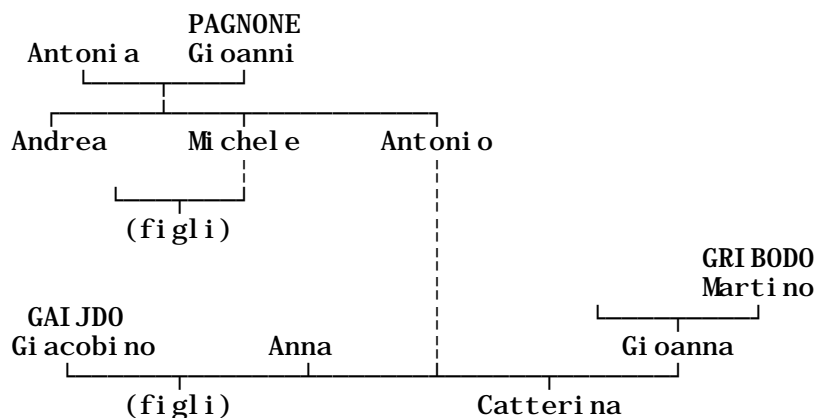 PAGNONE
Antonia Gioanni
Andrea Michele Antonio
(figli)
GRIBODO
Martino
GAIJDO
Giacobino Anna Gioanna
(figli) Catterina